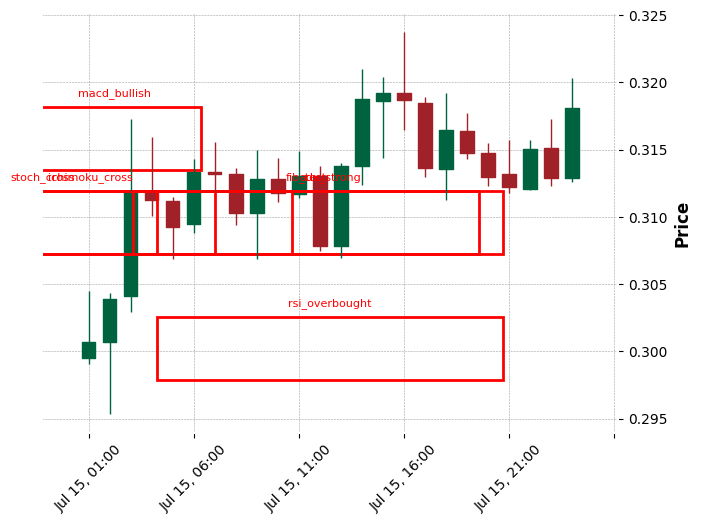 0.325
0.320
macd_bullish
0.315
stoch_cross
ichimoku_cross
0.310
Price
0.305
rsi_overbought
0.300
0.295
Jul 15, 01:00
Jul 15, 06:00
Jul 15, 11:00
Jul 15, 16:00
Jul 15, 21:00